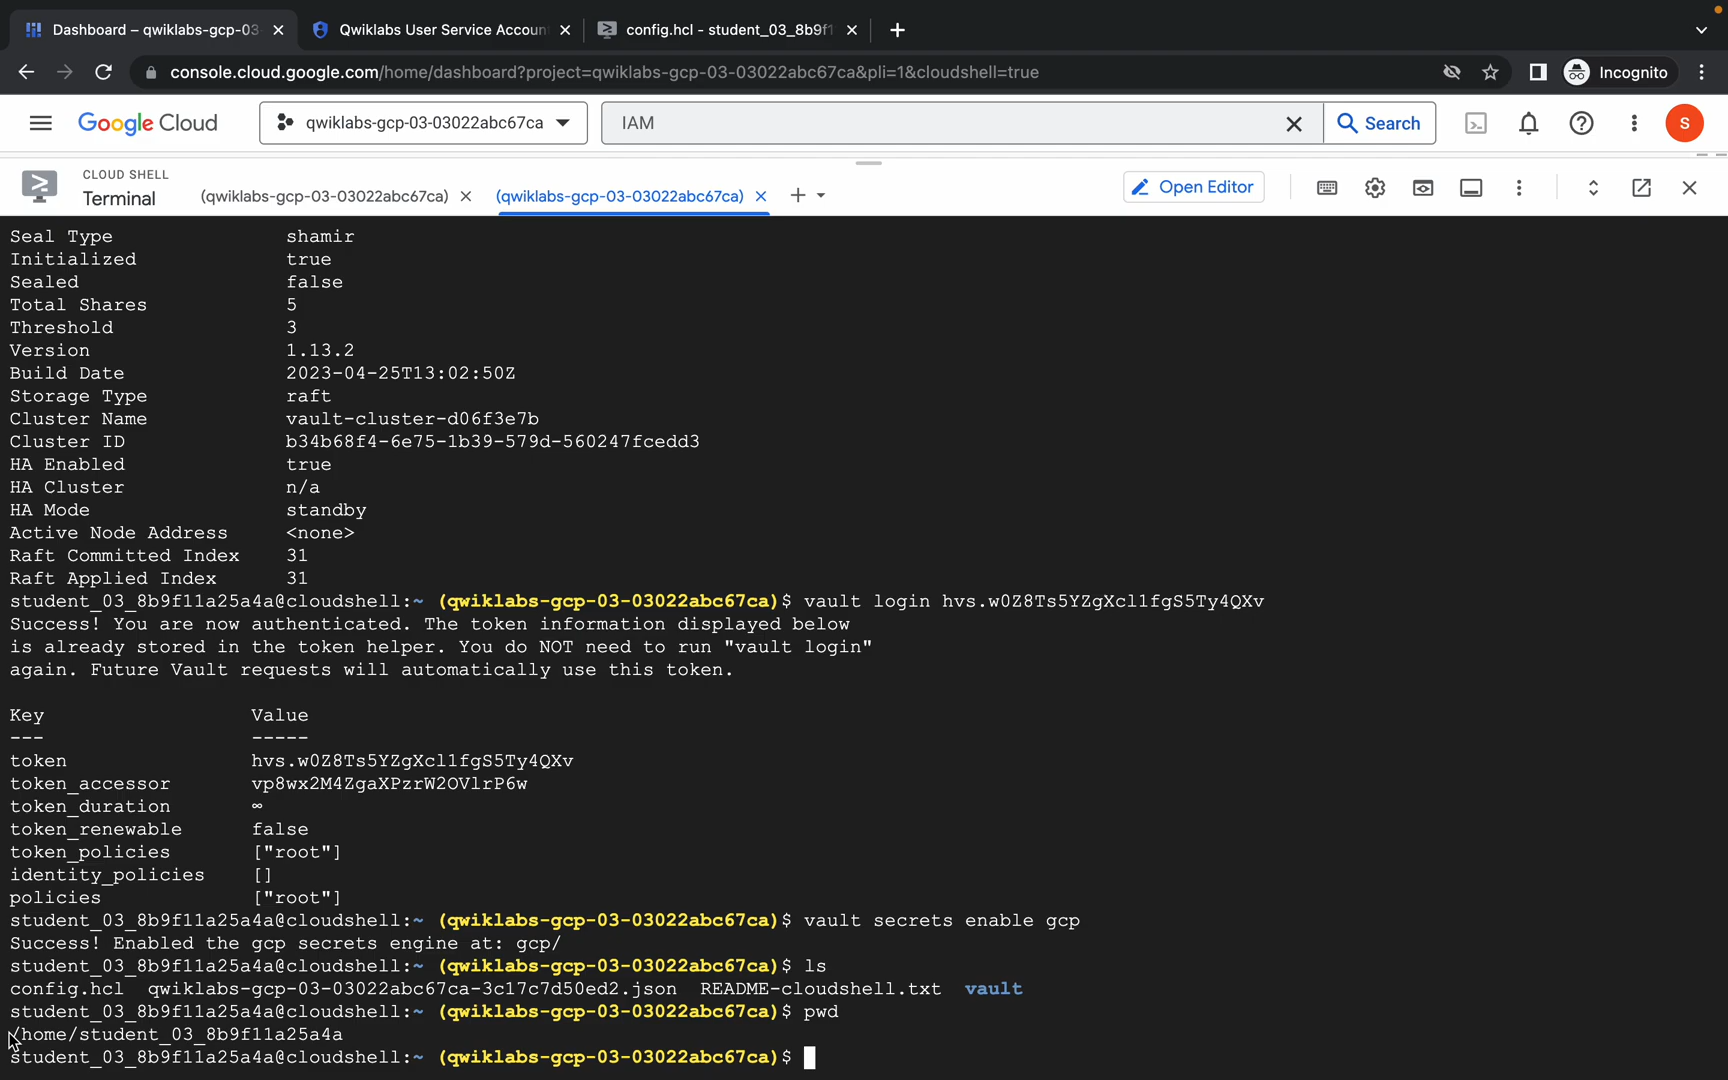 Dashboard – qwiklabs-gcp-03-
Qwiklabs User Service Accoun
config.hcl - student_03_8b9f1
console.cloud.google.com/home/dashboard?project=qwiklabs-gcp-03-03022abc67ca&pli=1&cloudshell=true
Incognito
Google Cloud
qwiklabs-gcp-03-03022abc67ca
IAM
Search
S
CLOUD SHELL
Terminal
(qwiklabs-gcp-03-03022abc67ca)
(qwiklabs-gcp-03-03022abc67ca)
Open Editor
Seal Type shamir
Initialized true
Sealed false
Total Shares 5
Threshold 3
Version 1.13.2
Build Date 2023-04-25T13:02:50Z
Storage Type raft
Cluster Name vault-cluster-d06f3e7b
Cluster ID b34b68f4-6e75-1b39-579d-560247fcedd3
HA Enabled true
HA Cluster n/a
HA Mode standby
Active Node Address <none>
Raft Committed Index 31
Raft Applied Index 31
student_03_8b9f11a25a4a@cloudshell:~ (qwiklabs-gcp-03-03022abc67ca)$ vault login hvs.w0Z8Ts5YZgXcl1fgS5Ty4QXv
Success! You are now authenticated. The token information displayed below
is already stored in the token helper. You do NOT need to run "vault login"
again. Future Vault requests will automatically use this token.
Key Value
--- -----
token hvs.w0Z8Ts5YZgXcl1fgS5Ty4QXv
token_accessor vp8wx2M4ZgaXPzrW2OVlrP6w
token_duration ∞
token_renewable false
token_policies ["root"]
identity_policies []
policies ["root"]
student_03_8b9f11a25a4a@cloudshell:~ (qwiklabs-gcp-03-03022abc67ca)$ vault secrets enable gcp
Success! Enabled the gcp secrets engine at: gcp/
student_03_8b9f11a25a4a@cloudshell:~ (qwiklabs-gcp-03-03022abc67ca)$ ls
config.hcl qwiklabs-gcp-03-03022abc67ca-3c17c7d50ed2.json README-cloudshell.txt vault
student_03_8b9f11a25a4a@cloudshell:~ (qwiklabs-gcp-03-03022abc67ca)$ pwd
/home/student_03_8b9f11a25a4a
student_03_8b9f11a25a4a@cloudshell:~ (qwiklabs-gcp-03-03022abc67ca)$